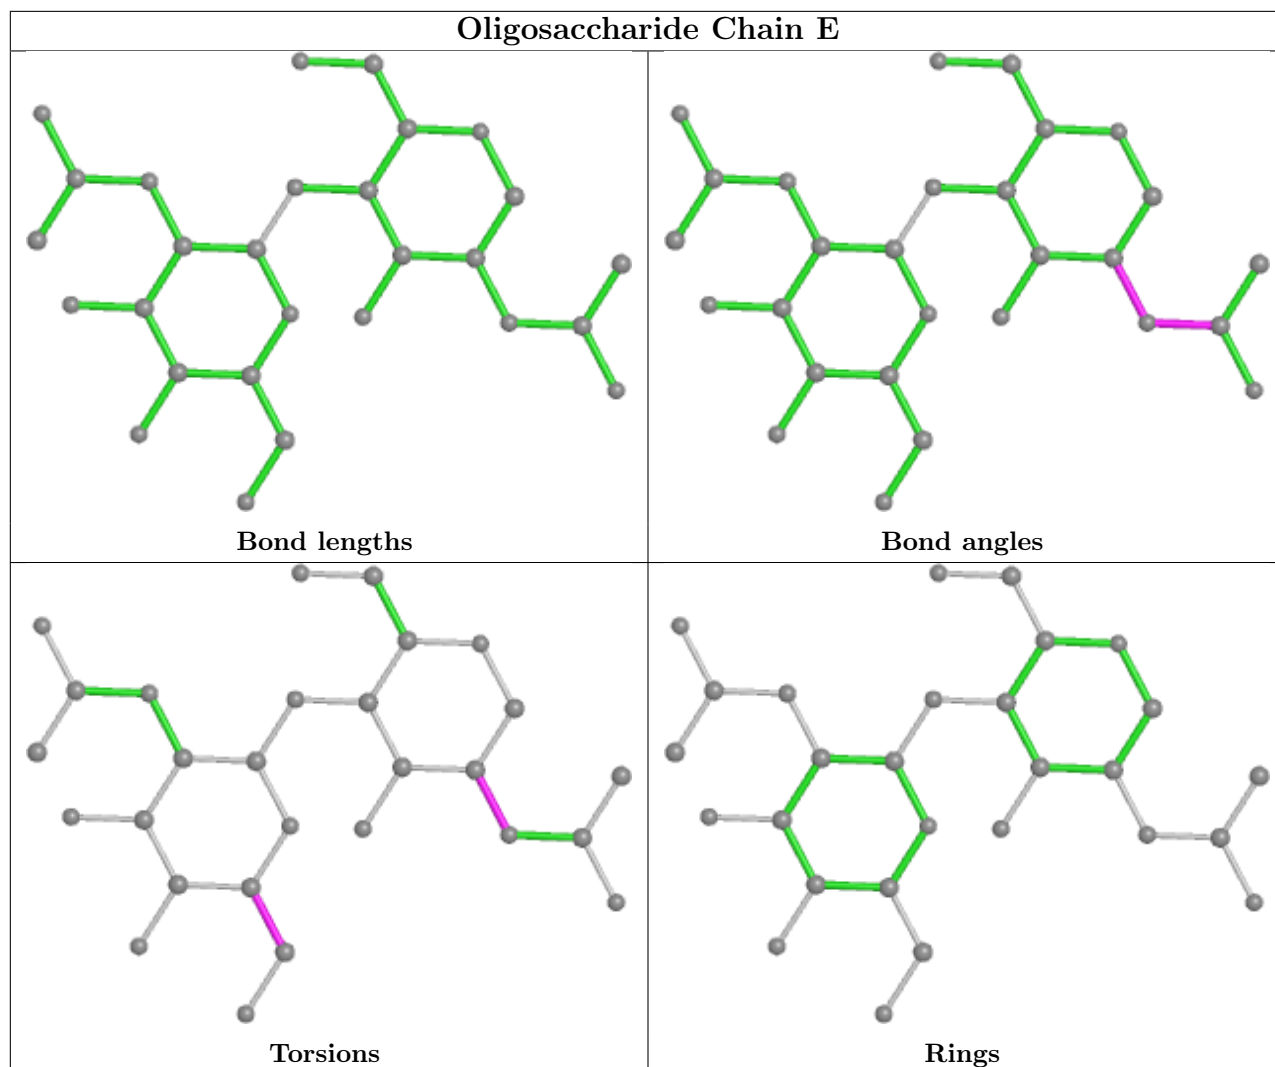 Oligosaccharide Chain E
Bond lengths
Bond angles
Torsions
Rings